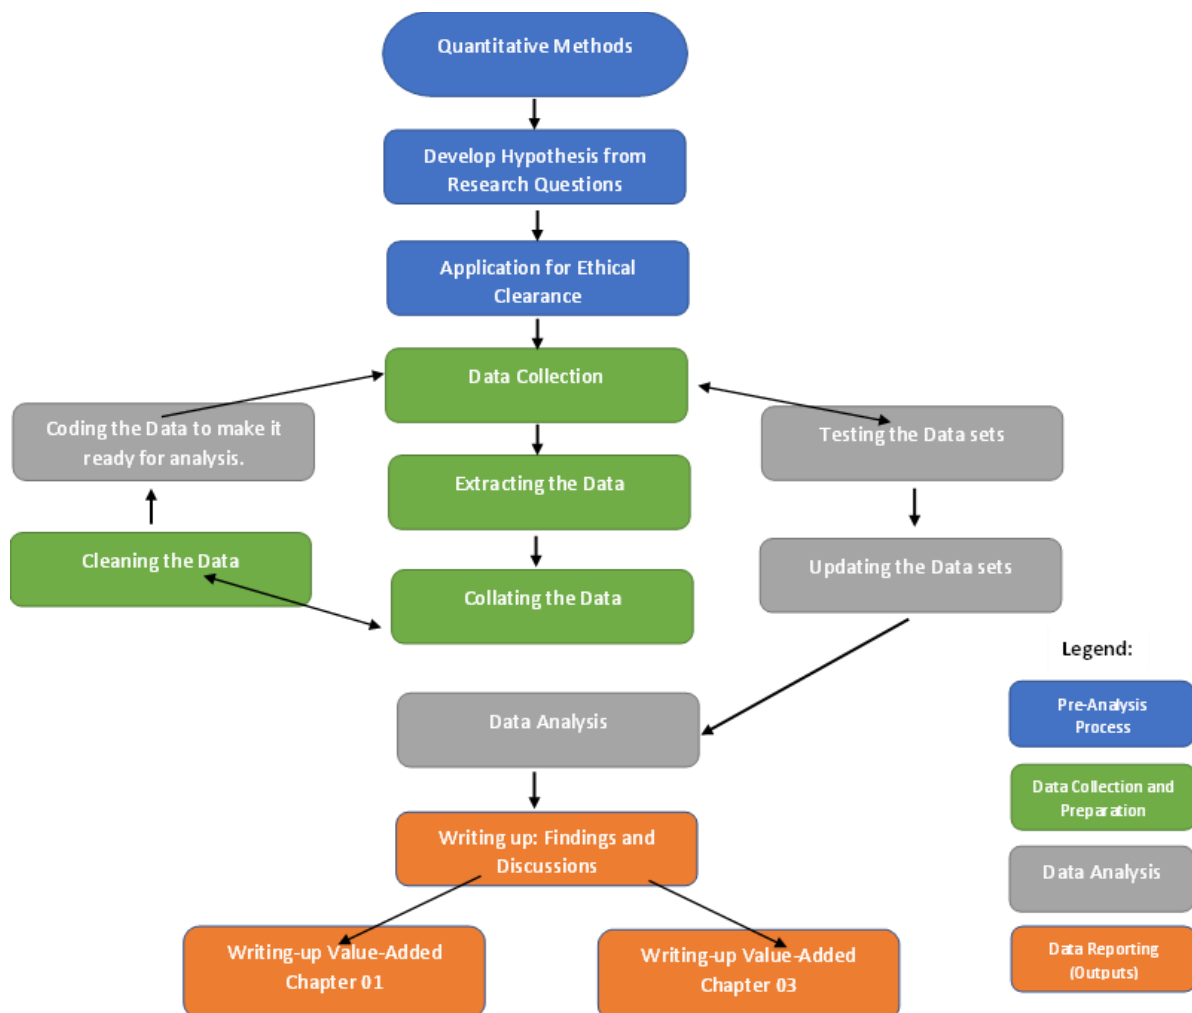 Quantitative Methods
Develop Hypothesis from
Research Questions
Application for Ethical
Clearance
Data Collection
Coding the Data to make it
ready for analysis.
Testing the Data sets
Extracting the Data
Cleaning the Data
Updating the Data sets
Collating the Data
Legend:
Pre-Analysis
Process
Data Analysis
Data Collection and
Preparation
Writing up: Findings and
Discussions
Data Analysis
Writing-up Value-Added
Chapter 01
Writing-up Value-Added
Chapter 03
Data Reporting
(Outputs)